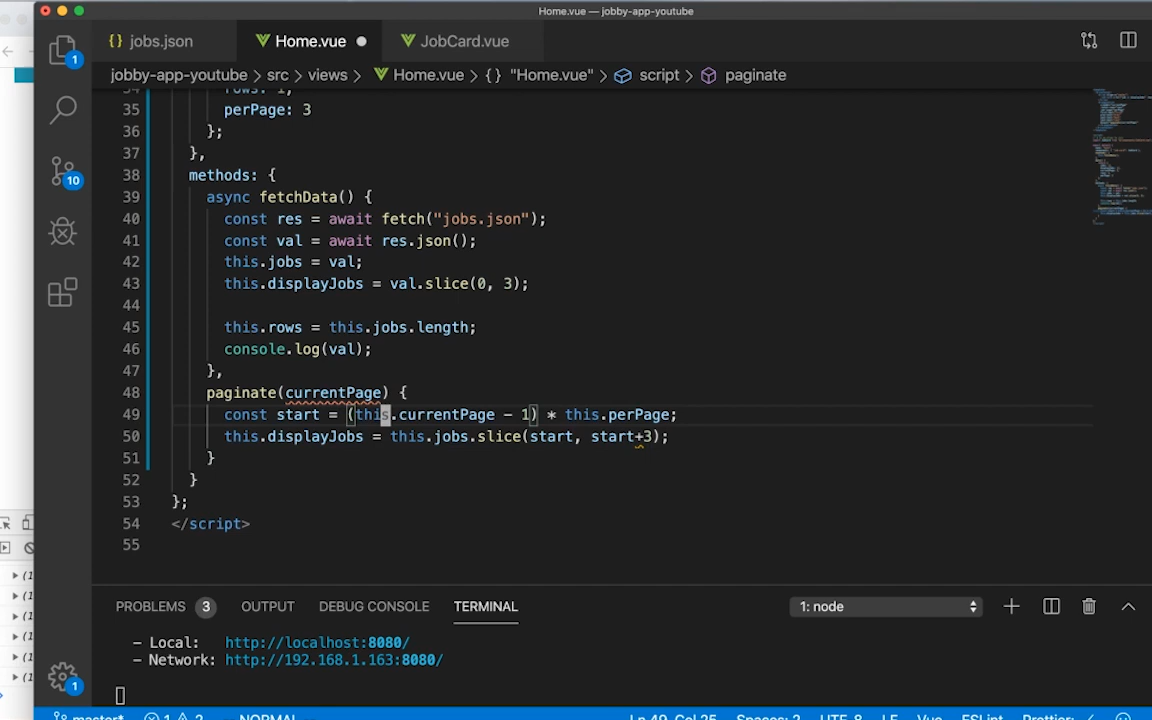 Home.vue — jobby-app-youtube
{} jobs.json
Home.vue
JobCard.vue
jobby-app-youtube > src > views > Home.vue > {} "Home.vue" > script > paginate
34 rows: 1,
35 perPage: 3
36 };
37 },
38 methods: {
39 async fetchData() {
40 const res = await fetch("jobs.json");
41 const val = await res.json();
42 this.jobs = val;
43 this.displayJobs = val.slice(0, 3);
44
45 this.rows = this.jobs.length;
46 console.log(val);
47 },
48 paginate(currentPage) {
49 const start = (this.currentPage - 1) * this.perPage;
50 this.displayJobs = this.jobs.slice(start, start+3);
51 }
52 }
53 };
54 </script>
55
1
10
1
PROBLEMS 3 OUTPUT DEBUG CONSOLE TERMINAL 1: node
- Local: http://localhost:8080/
- Network: http://192.168.1.163:8080/
master* 1 2 NORMAL Ln 49, Col 25 Spaces: 2 UTF-8 LF Vue ESLint Prettier: ✓